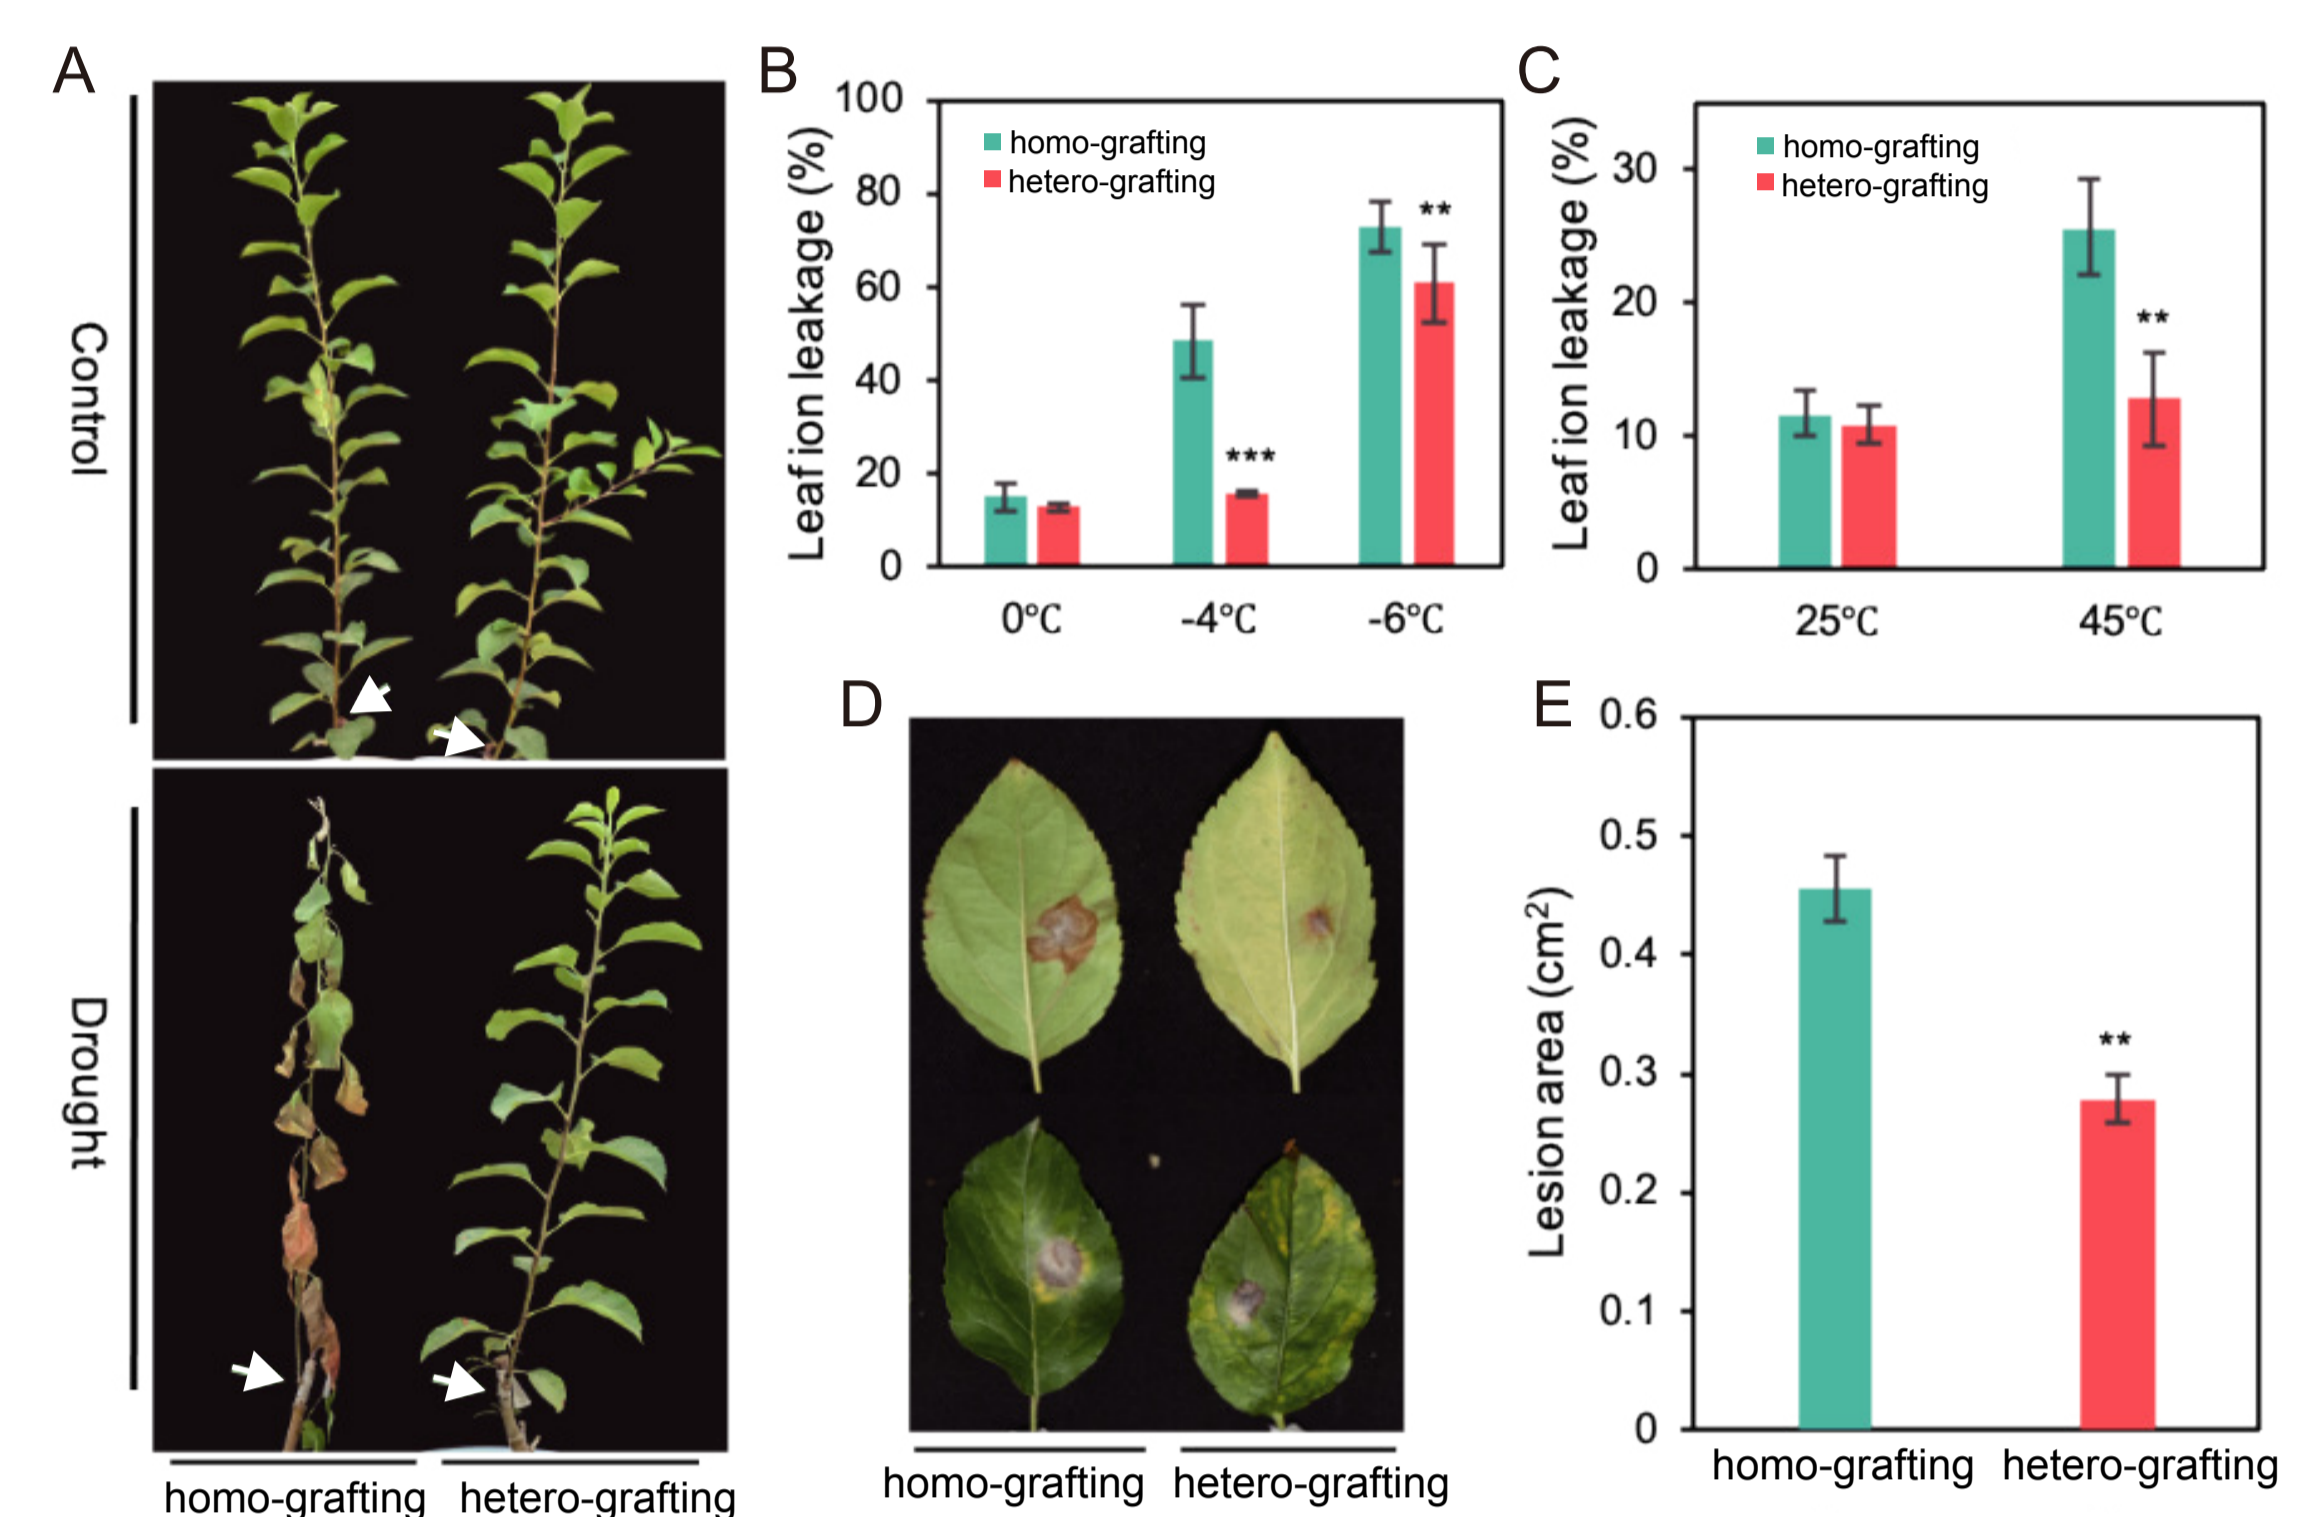 A
Control
Drought
homo-grafting
hetero-grafting
B
Leaf ion leakage (%)
100
80
60
40
20
0
homo-grafting
hetero-grafting
***
**
0°C
-4°C
-6°C
C
Leaf ion leakage (%)
30
20
10
0
homo-grafting
hetero-grafting
**
25°C
45°C
D
homo-grafting
hetero-grafting
E
Lesion area (cm²)
0.6
0.5
0.4
0.3
0.2
0.1
0
**
homo-grafting
hetero-grafting